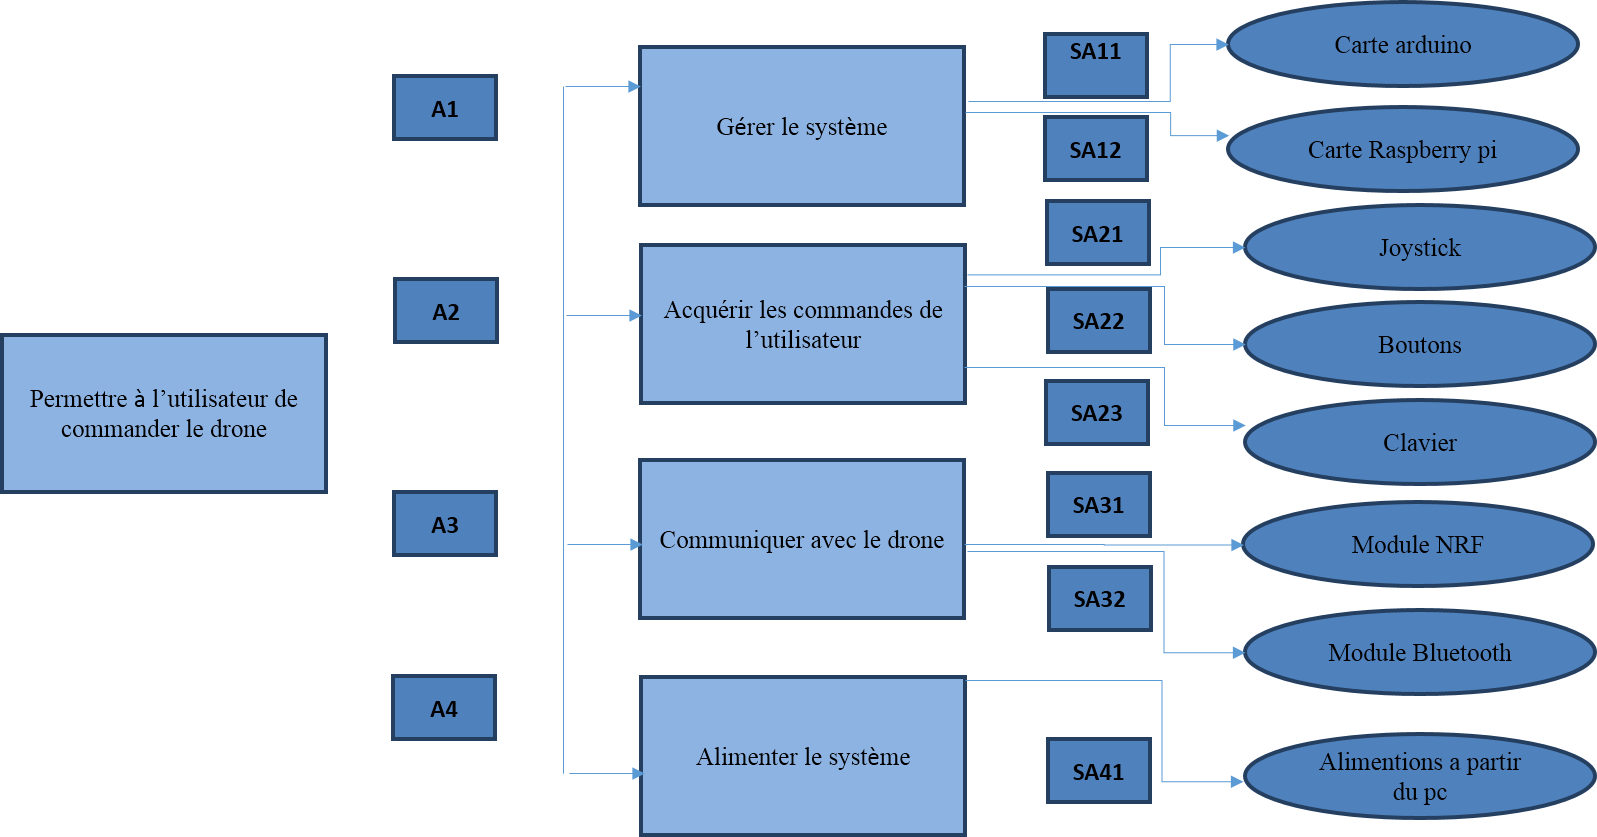 Permettre à l’utilisateur de
commander le drone
A1
Gérer le système
SA11
Carte arduino
SA12
Carte Raspberry pi
A2
Acquérir les commandes de
l’utilisateur
SA21
Joystick
SA22
Boutons
SA23
Clavier
A3
Communiquer avec le drone
SA31
Module NRF
SA32
Module Bluetooth
A4
Alimenter le système
SA41
Alimentions a partir
du pc